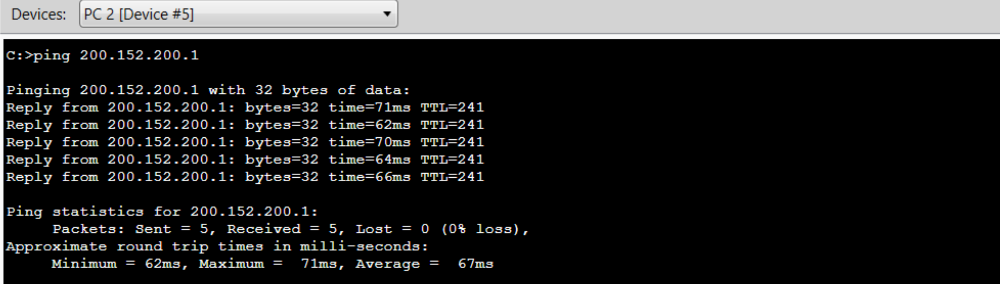 Devices: PC 2 [Device #5]
C:>ping 200.152.200.1
Pinging 200.152.200.1 with 32 bytes of data:
Reply from 200.152.200.1: bytes=32 time=71ms TTL=241
Reply from 200.152.200.1: bytes=32 time=62ms TTL=241
Reply from 200.152.200.1: bytes=32 time=70ms TTL=241
Reply from 200.152.200.1: bytes=32 time=64ms TTL=241
Reply from 200.152.200.1: bytes=32 time=66ms TTL=241
Ping statistics for 200.152.200.1:
Packets: Sent = 5, Received = 5, Lost = 0 (0% loss),
Approximate round trip times in milli-seconds:
Minimum = 62ms, Maximum =  71ms, Average =  67ms